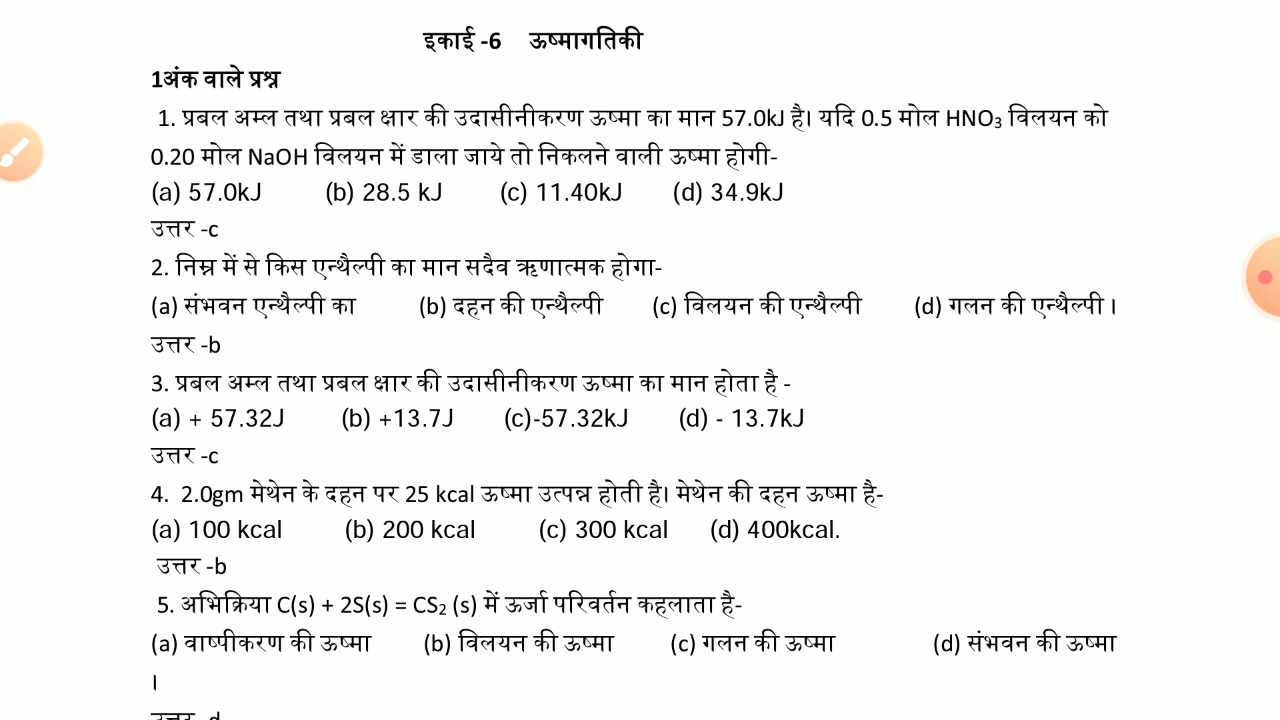 इकाई -6 ऊष्मागतिकी
1अंक वाले प्रश्न
1. प्रबल अम्ल तथा प्रबल क्षार की उदासीनीकरण ऊष्मा का मान 57.0kJ है। यदि 0.5 मोल HNO₃ विलयन को
0.20 मोल NaOH विलयन में डाला जाये तो निकलने वाली ऊष्मा होगी-
(a) 57.0kJ (b) 28.5 kJ (c) 11.40kJ (d) 34.9kJ
उत्तर -c
2. निम्न में से किस एन्थैल्पी का मान सदैव ऋणात्मक होगा-
(a) संभवन एन्थैल्पी का (b) दहन की एन्थैल्पी (c) विलयन की एन्थैल्पी (d) गलन की एन्थैल्पी ।
उत्तर -b
3. प्रबल अम्ल तथा प्रबल क्षार की उदासीनीकरण ऊष्मा का मान होता है -
(a) + 57.32J (b) +13.7J (c)-57.32kJ (d) - 13.7kJ
उत्तर -c
4. 2.0gm मेथेन के दहन पर 25 kcal ऊष्मा उत्पन्न होती है। मेथेन की दहन ऊष्मा है-
(a) 100 kcal (b) 200 kcal (c) 300 kcal (d) 400kcal.
उत्तर -b
5. अभिक्रिया C(s) + 2S(s) = CS₂ (s) में ऊर्जा परिवर्तन कहलाता है-
(a) वाष्पीकरण की ऊष्मा (b) विलयन की ऊष्मा (c) गलन की ऊष्मा (d) संभवन की ऊष्मा
।
उत्तर -d